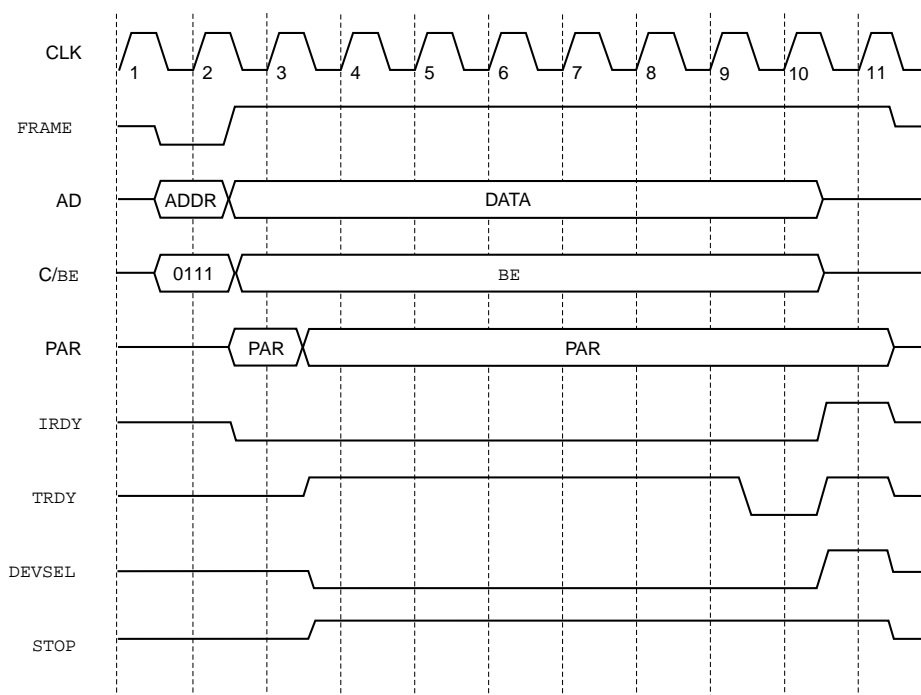 CLK
1 2 3 4 5 6 7 8 9 10 11
FRAME
AD ADDR DATA
C/BE 0111 BE
PAR PAR PAR
IRDY
TRDY
DEVSEL
STOP